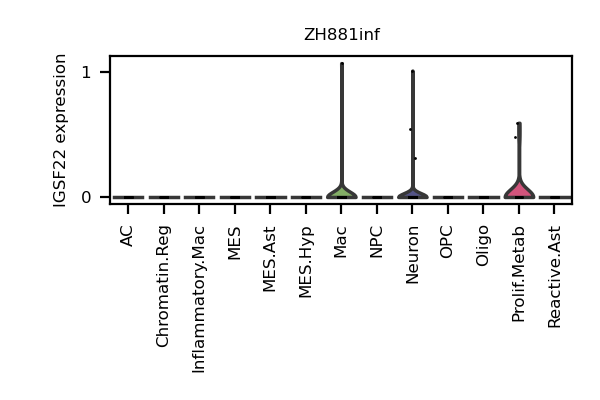 ZH881inf
IGSF22 expression
1
0
AC
Chromatin.Reg
Inflammatory.Mac
MES
MES.Ast
MES.Hyp
Mac
NPC
Neuron
OPC
Oligo
Prolif.Metab
Reactive.Ast